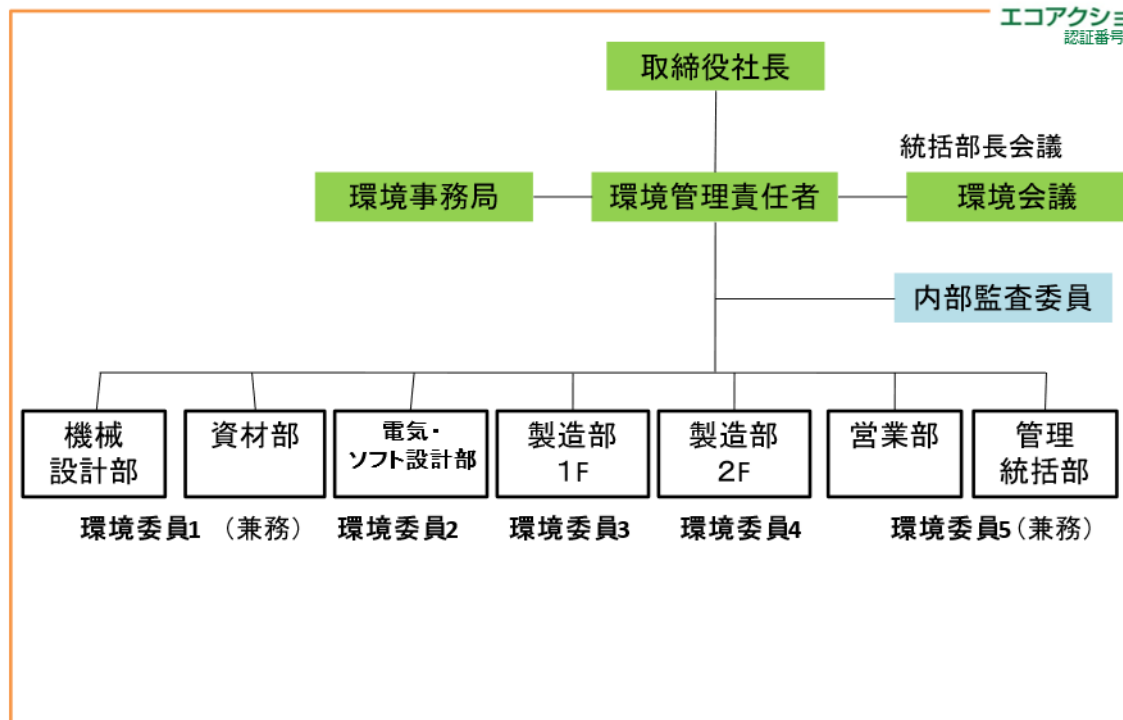 エコアクショ
認証番号
取締役社長
統括部長会議
環境事務局
環境管理責任者
環境会議
内部監査委員
機械
設計部
資材部
電気・
ソフト設計部
製造部
1F
製造部
2F
営業部
管理
統括部
環境委員1 （兼務）
環境委員2
環境委員3
環境委員4
環境委員5（兼務）